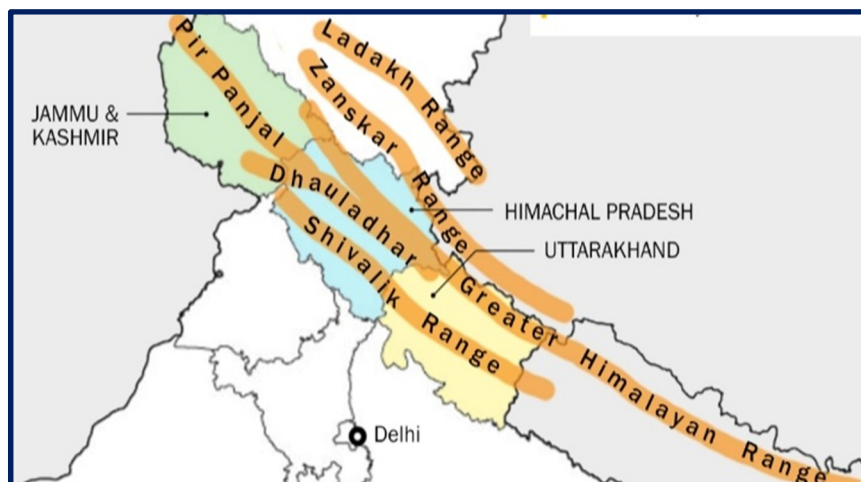 Pir Panjal
Ladakh Range
Zanskar Range
JAMMU &
KASHMIR
Dhauladhar
HIMACHAL PRADESH
Shivalik Range
UTTARAKHAND
Greater Himalayan Range
Delhi